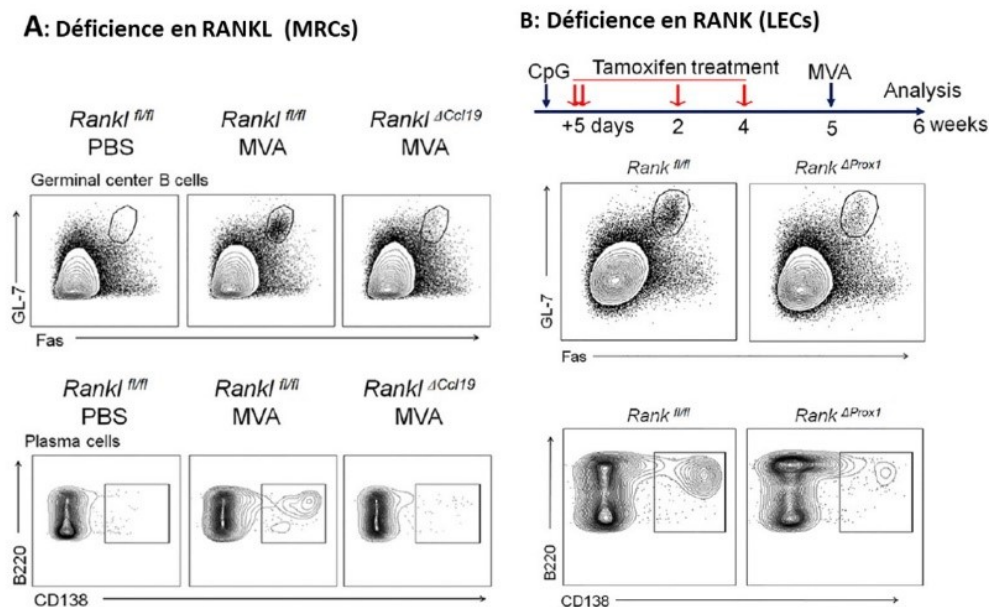 A: Déficience en RANKL (MRCs)
Rankl fl/fl
PBS
Rankl fl/fl
MVA
Rankl ΔCcl19
MVA
Germinal center B cells
GL-7
Fas
Rankl fl/fl
PBS
Rankl fl/fl
MVA
Rankl ΔCcl19
MVA
Plasma cells
B220
CD138
B: Déficience en RANK (LECs)
CpG
Tamoxifen treatment
MVA
Analysis
+5 days
2
4
5
6 weeks
Rank fl/fl
Rank ΔProx1
GL-7
Fas
Rank fl/fl
Rank ΔProx1
B220
CD138